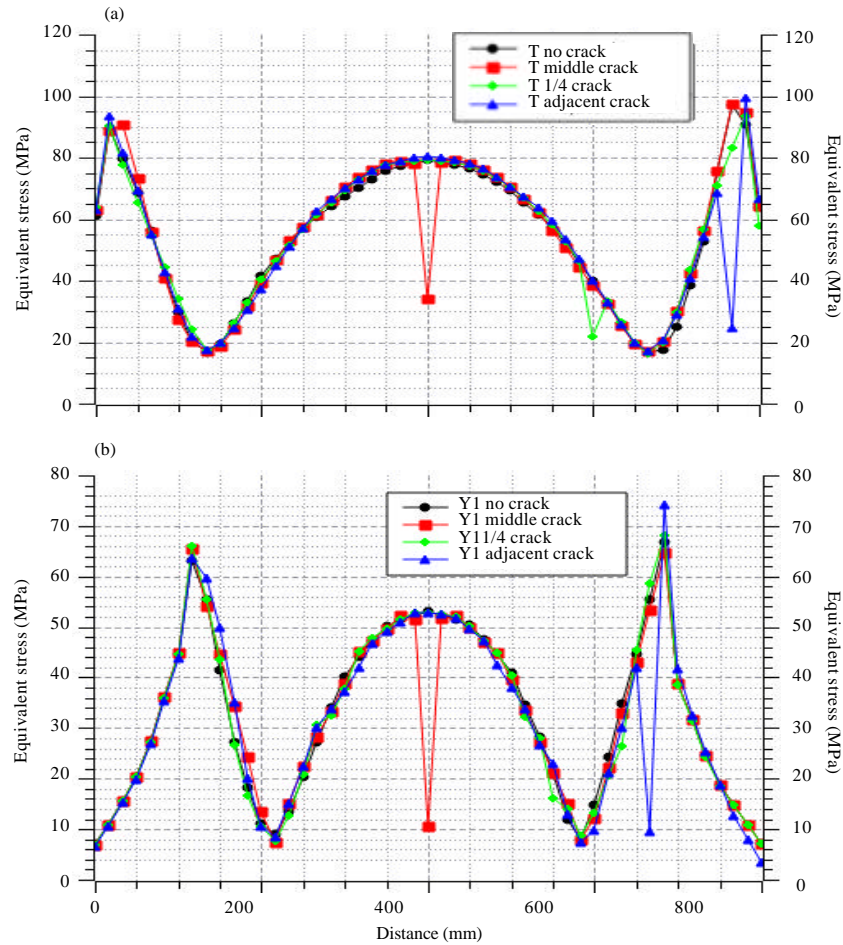 (a)
120
100
80
60
40
20
0
Equivalent stress (MPa)
T no crack
T middle crack
T 1/4 crack
T adjacent crack
120
100
80
60
40
20
0
Equivalent stress (MPa)
(b)
80
70
60
50
40
30
20
10
0
Equivalent stress (MPa)
Y1 no crack
Y1 middle crack
Y1 1/4 crack
Y1 adjacent crack
80
70
60
50
40
30
20
10
0
Equivalent stress (MPa)
0 200 400 600 800
Distance (mm)